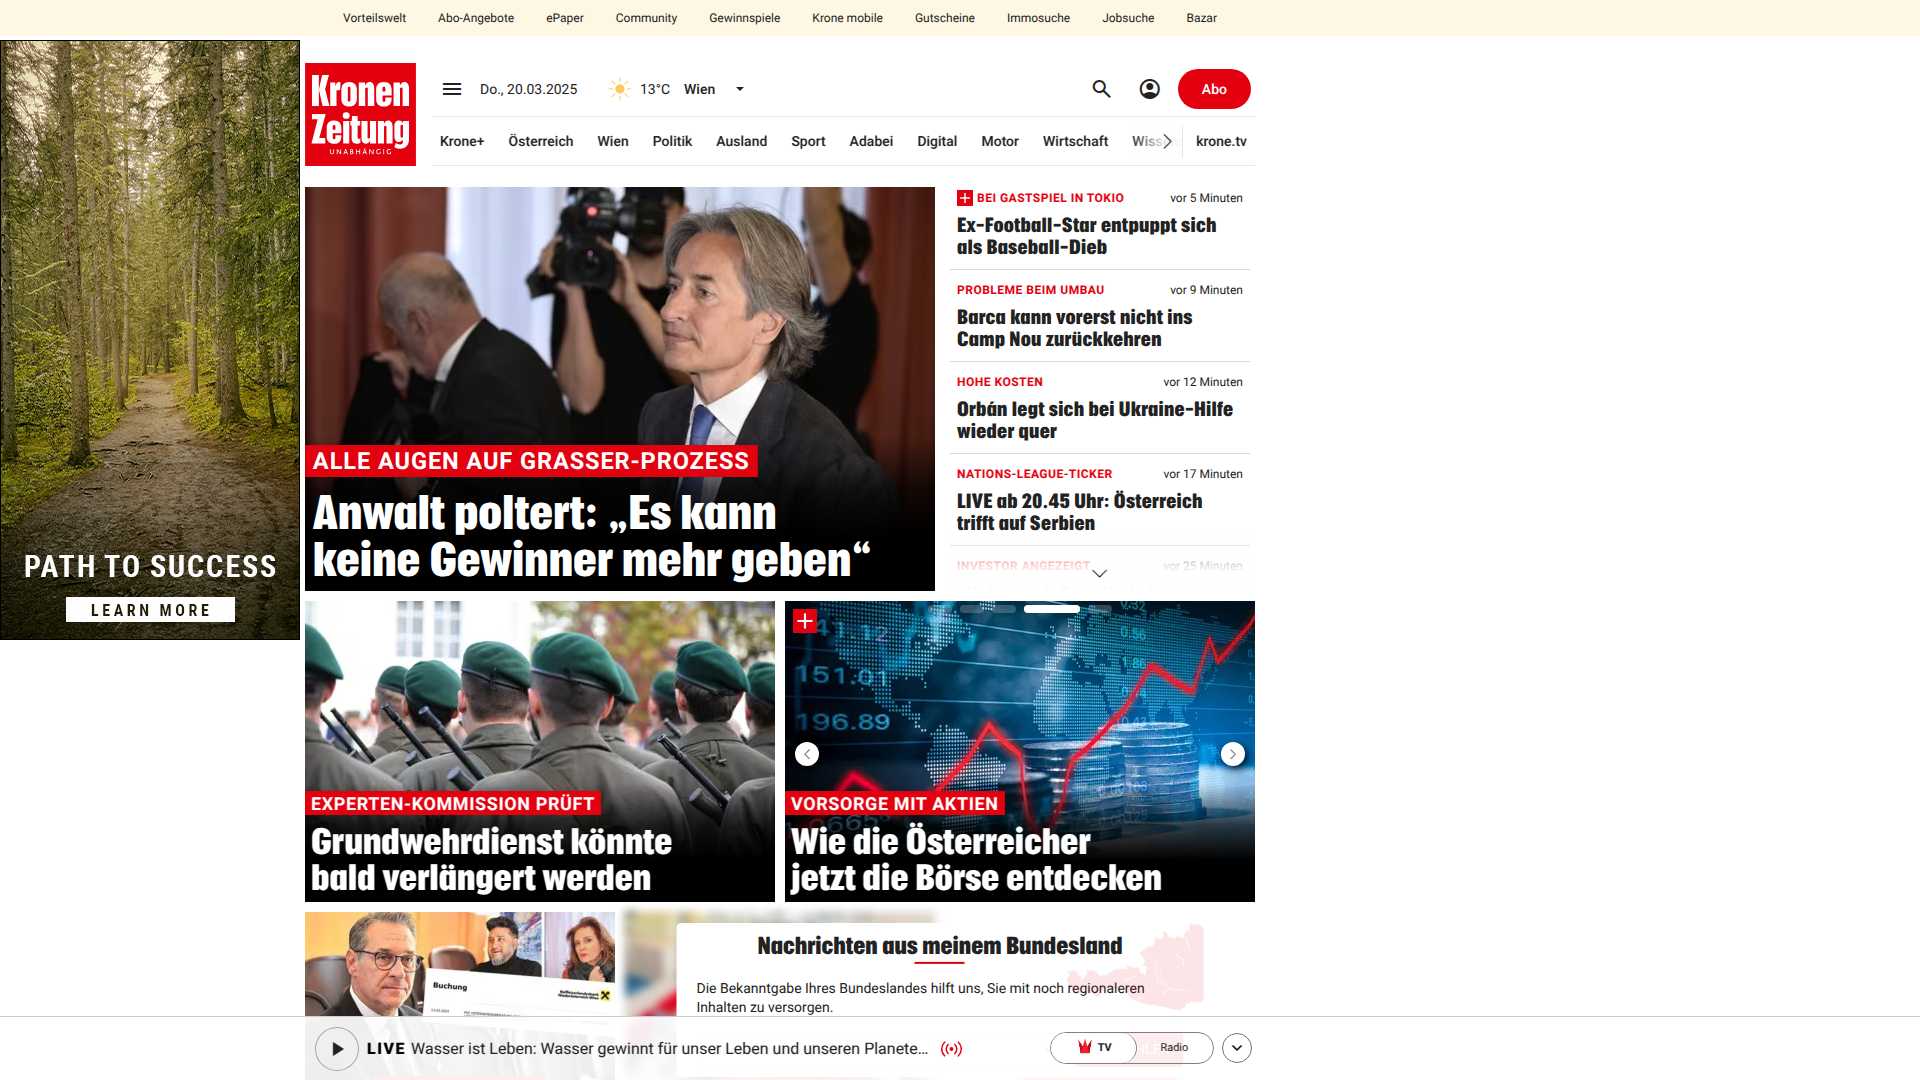 Vorteilswelt Abo-Angebote ePaper Community Gewinnspiele Krone mobile Gutscheine Immosuche Jobsuche Bazar
Kronen
Zeitung
UNABHÄNGIG
Do., 20.03.2025 13°C Wien Abo
Krone+ Österreich Wien Politik Ausland Sport Adabei Digital Motor Wirtschaft krone.tv
PATH TO SUCCESS
LEARN MORE
ALLE AUGEN AUF GRASSER-PROZESS
Anwalt poltert: „Es kann
keine Gewinner mehr geben“
BEI GASTSPIEL IN TOKIO vor 5 Minuten
Ex-Football-Star entpuppt sich
als Baseball-Dieb
PROBLEME BEIM UMBAU vor 9 Minuten
Barca kann vorerst nicht ins
Camp Nou zurückkehren
HOHE KOSTEN vor 12 Minuten
Orbán legt sich bei Ukraine-Hilfe
wieder quer
NATIONS-LEAGUE-TICKER vor 17 Minuten
LIVE ab 20.45 Uhr: Österreich
trifft auf Serbien
INVESTOR ANGEZEIGT vor 25 Minuten
EXPERTEN-KOMMISSION PRÜFT
Grundwehrdienst könnte
bald verlängert werden
151.01
196.89
VORSORGE MIT AKTIEN
Wie die Österreicher
jetzt die Börse entdecken
Buchung
Nachrichten aus meinem Bundesland
Die Bekanntgabe Ihres Bundeslandes hilft uns, Sie mit noch regionaleren
Inhalten zu versorgen.
LIVE Wasser ist Leben: Wasser gewinnt für unser Leben und unseren Planete...
TV Radio